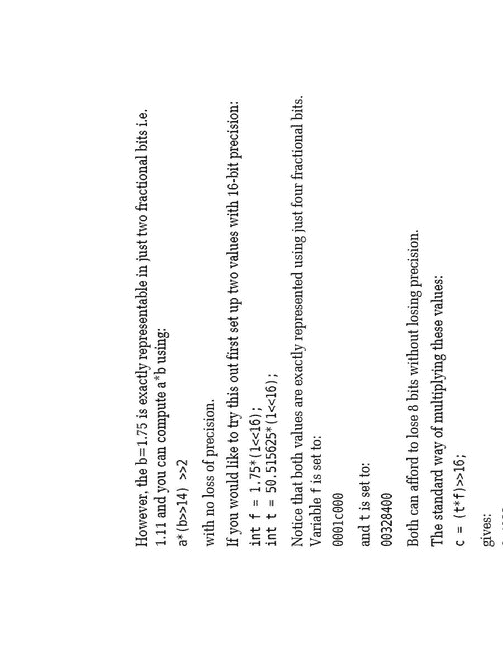 However, the b=1.75 is exactly representable in just two fractional bits i.e.
1.11 and you can compute a*b using:
a*(b>>14) >>2
with no loss of precision.
If you would like to try this out first set up two values with 16-bit precision:
int f = 1.75*(1<<16);
int t = 50.515625*(1<<16);
Notice that both values are exactly represented using just four fractional bits.
Variable f is set to:
0001c000
and t is set to:
00328400
Both can afford to lose 8 bits without losing precision.
The standard way of multiplying these values:
c = (t*f)>>16;
gives: